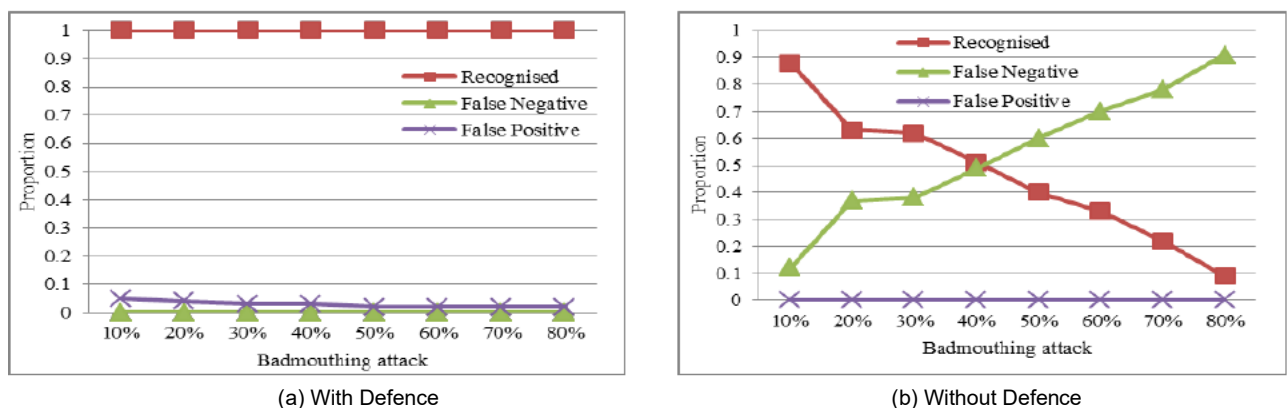 1
0.9
0.8
0.7
0.6
0.5
0.4
0.3
0.2
0.1
0
Proportion
Recognised
False Negative
False Positive
10% 20% 30% 40% 50% 60% 70% 80%
Badmouthing attack
(a) With Defence
1
0.9
0.8
0.7
0.6
0.5
0.4
0.3
0.2
0.1
0
Proportion
Recognised
False Negative
False Positive
10% 20% 30% 40% 50% 60% 70% 80%
Badmouthing attack
(b) Without Defence